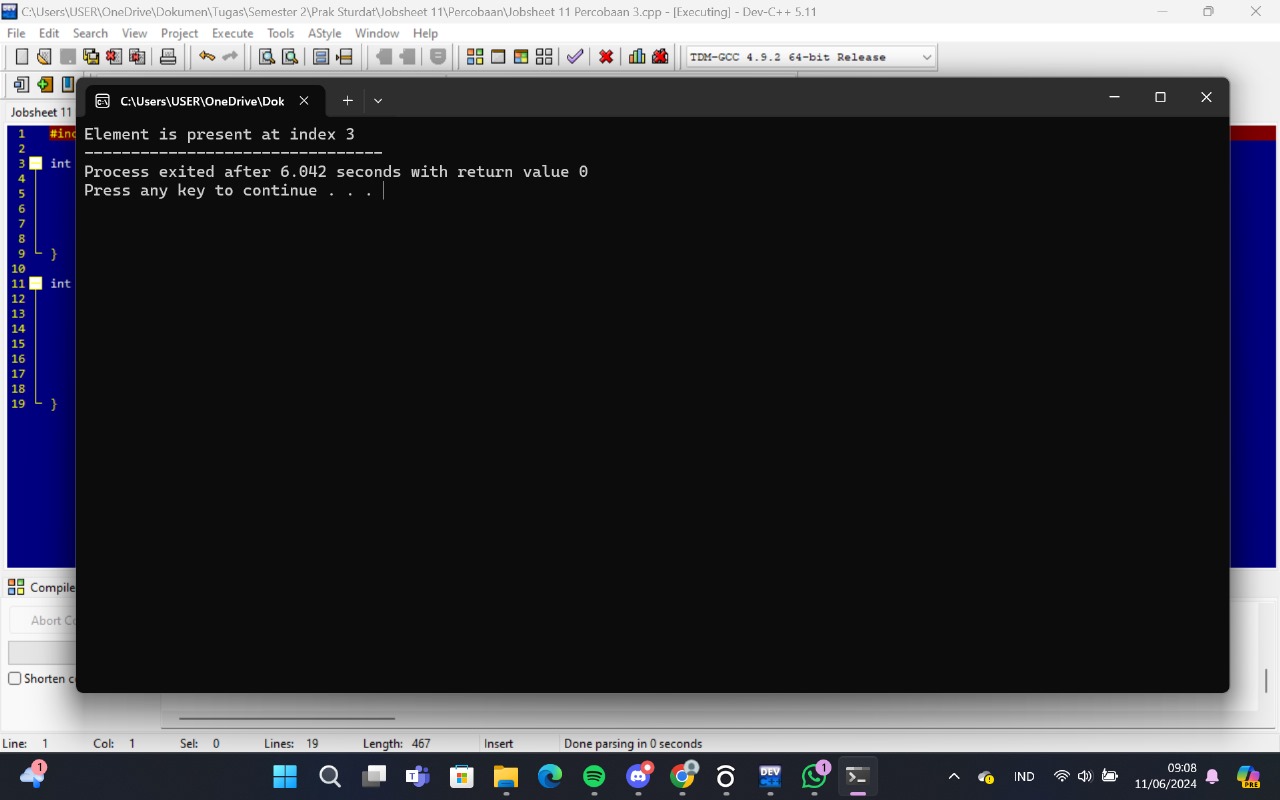 C:\Users\USER\OneDrive\Dokumen\Tugas\Semester 2\Prak Sturdat\Jobsheet 11\Percobaan\Jobsheet 11 Percobaan 3.cpp - [Executing] - Dev-C++ 5.11
File Edit Search View Project Execute Tools AStyle Window Help
TDM-GCC 4.9.2 64-bit Release
C:\Users\USER\OneDrive\Dok
Jobsheet 11
Element is present at index 3
--------------------------------
Process exited after 6.042 seconds with return value 0
Press any key to continue . . .
1 #inc
2
3 int
4
5
6
7
8
9 }
10
11 int
12
13
14
15
16
17
18
19 }
Compile
Abort Co
Shorten c
Line: 1 Col: 1 Sel: 0 Lines: 19 Length: 467 Insert Done parsing in 0 seconds
1
DEV
1
IND
09:08
11/06/2024
PRE